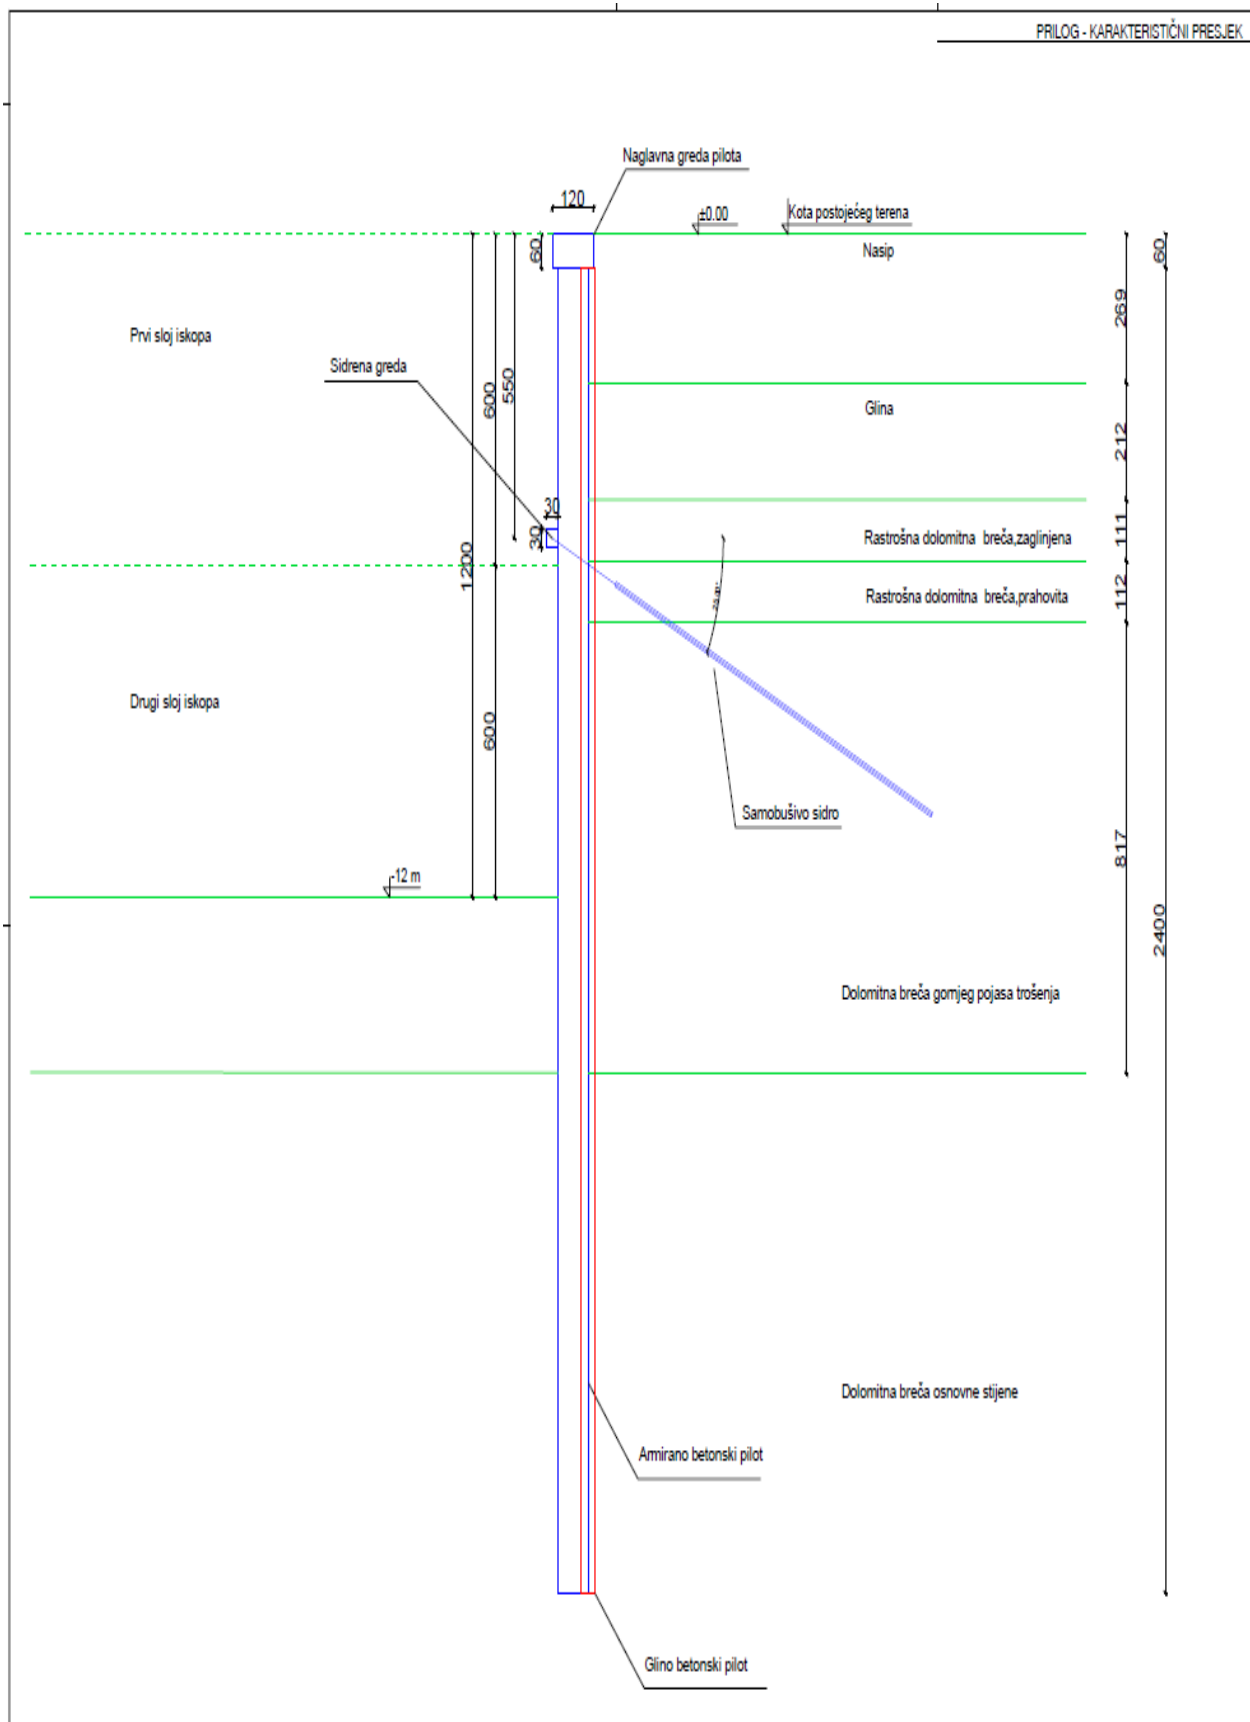 PRILOG - KARAKTERISTIČNI PRESJEK
Naglavna greda pilota
120
±0.00
Kota postojećeg terena
60
Nasip
60
269
Prvi sloj iskopa
Sidrena greda
600
550
Glina
212
30
30
Rastrošna dolomitna breča,zaglinjena
111
1200
Rastrošna dolomitna breča,prahovita
112
Drugi sloj iskopa
600
Samobušivo sidro
817
-12 m
2400
Dolomitna breča gornjeg pojasa trošenja
Dolomitna breča osnovne stijene
Armirano betonski pilot
Glino betonski pilot